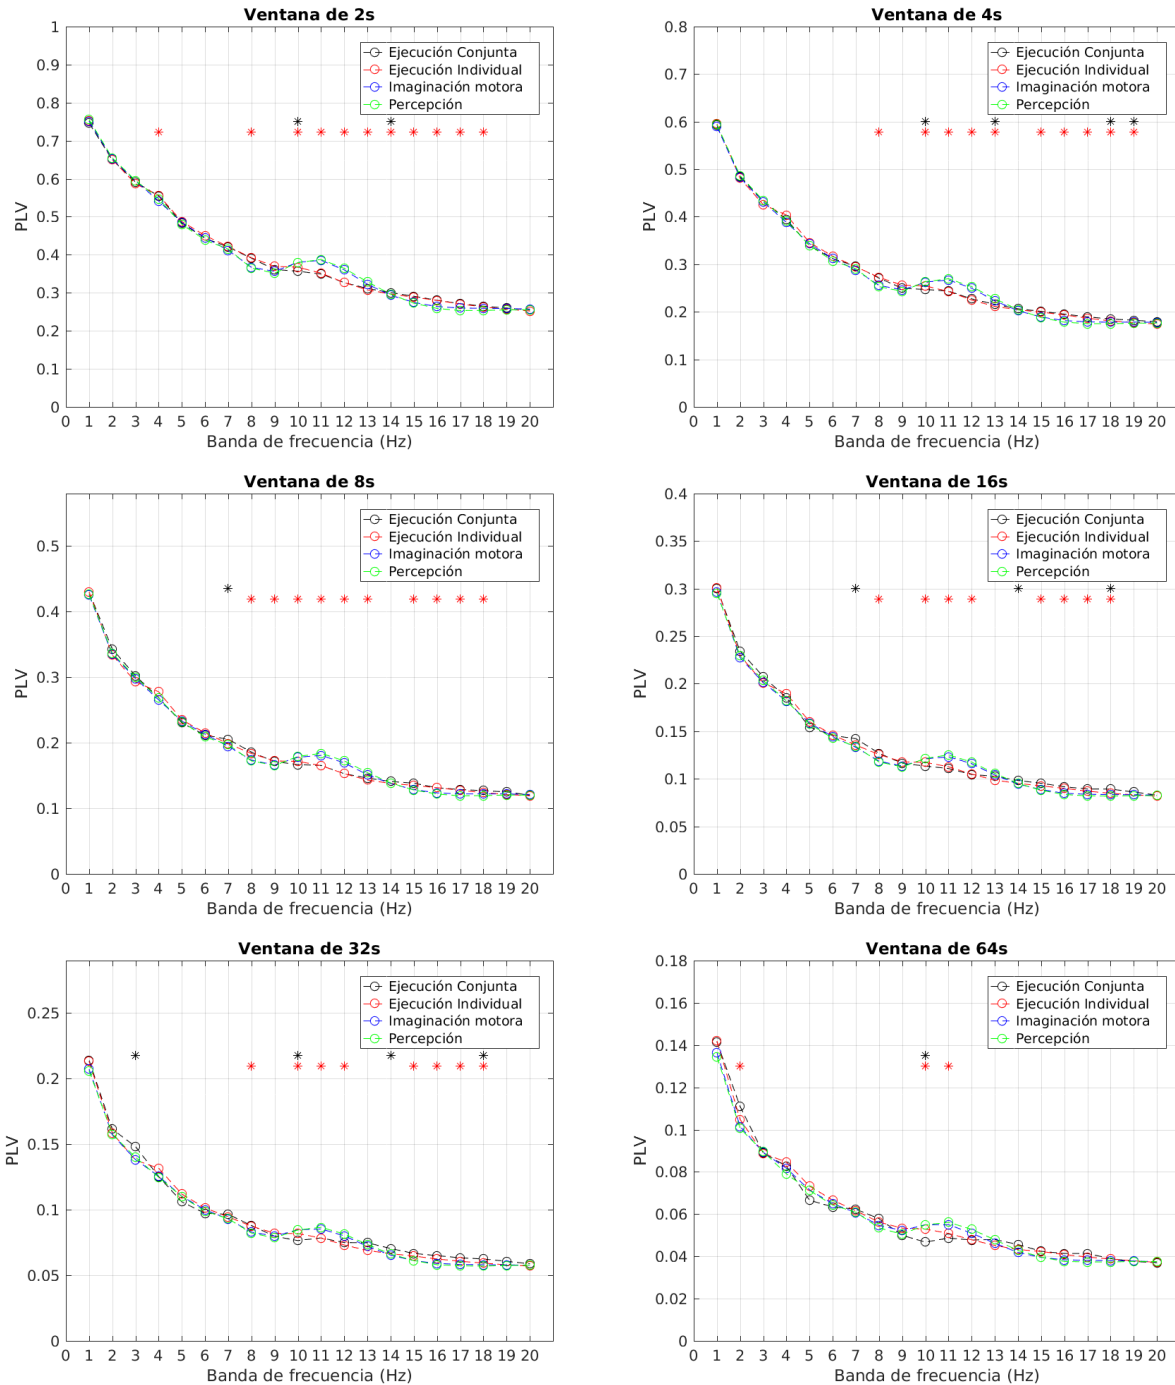 Ventana de 2s
1
0.9
0.8
0.7
0.6
0.5
0.4
0.3
0.2
0.1
0
PLV
Ejecución Conjunta
Ejecución Individual
Imaginación motora
Percepción
0 1 2 3 4 5 6 7 8 9 10 11 12 13 14 15 16 17 18 19 20
Banda de frecuencia (Hz)
Ventana de 4s
0.8
0.7
0.6
0.5
0.4
0.3
0.2
0.1
0
PLV
Ejecución Conjunta
Ejecución Individual
Imaginación motora
Percepción
0 1 2 3 4 5 6 7 8 9 10 11 12 13 14 15 16 17 18 19 20
Banda de frecuencia (Hz)
Ventana de 8s
0.5
0.4
0.3
0.2
0.1
0
PLV
Ejecución Conjunta
Ejecución Individual
Imaginación motora
Percepción
0 1 2 3 4 5 6 7 8 9 10 11 12 13 14 15 16 17 18 19 20
Banda de frecuencia (Hz)
Ventana de 16s
0.4
0.35
0.3
0.25
0.2
0.15
0.1
0.05
0
PLV
Ejecución Conjunta
Ejecución Individual
Imaginación motora
Percepción
0 1 2 3 4 5 6 7 8 9 10 11 12 13 14 15 16 17 18 19 20
Banda de frecuencia (Hz)
Ventana de 32s
0.25
0.2
0.15
0.1
0.05
0
PLV
Ejecución Conjunta
Ejecución Individual
Imaginación motora
Percepción
0 1 2 3 4 5 6 7 8 9 10 11 12 13 14 15 16 17 18 19 20
Banda de frecuencia (Hz)
Ventana de 64s
0.18
0.16
0.14
0.12
0.1
0.08
0.06
0.04
0.02
0
PLV
Ejecución Conjunta
Ejecución Individual
Imaginación motora
Percepción
0 1 2 3 4 5 6 7 8 9 10 11 12 13 14 15 16 17 18 19 20
Banda de frecuencia (Hz)